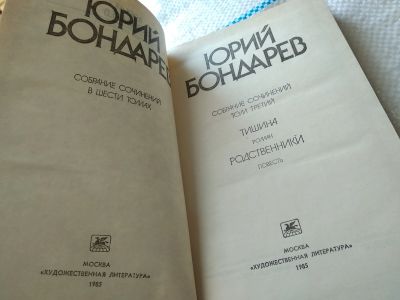 ЮРИЙ
БОНДАРЕВ
СОБРАНИЕ СОЧИНЕНИЙ
В ШЕСТИ ТОМАХ
МОСКВА
«ХУДОЖЕСТВЕННАЯ ЛИТЕРАТУРА»
1985
ЮРИЙ
БОНДАРЕВ
СОБРАНИЕ СОЧИНЕНИЙ
ТОМ ТРЕТИЙ
ТИШИНА
РОМАН
РОДСТВЕННИКИ
ПОВЕСТЬ
МОСКВА
«ХУДОЖЕСТВЕННАЯ ЛИТЕРАТУРА»
1985